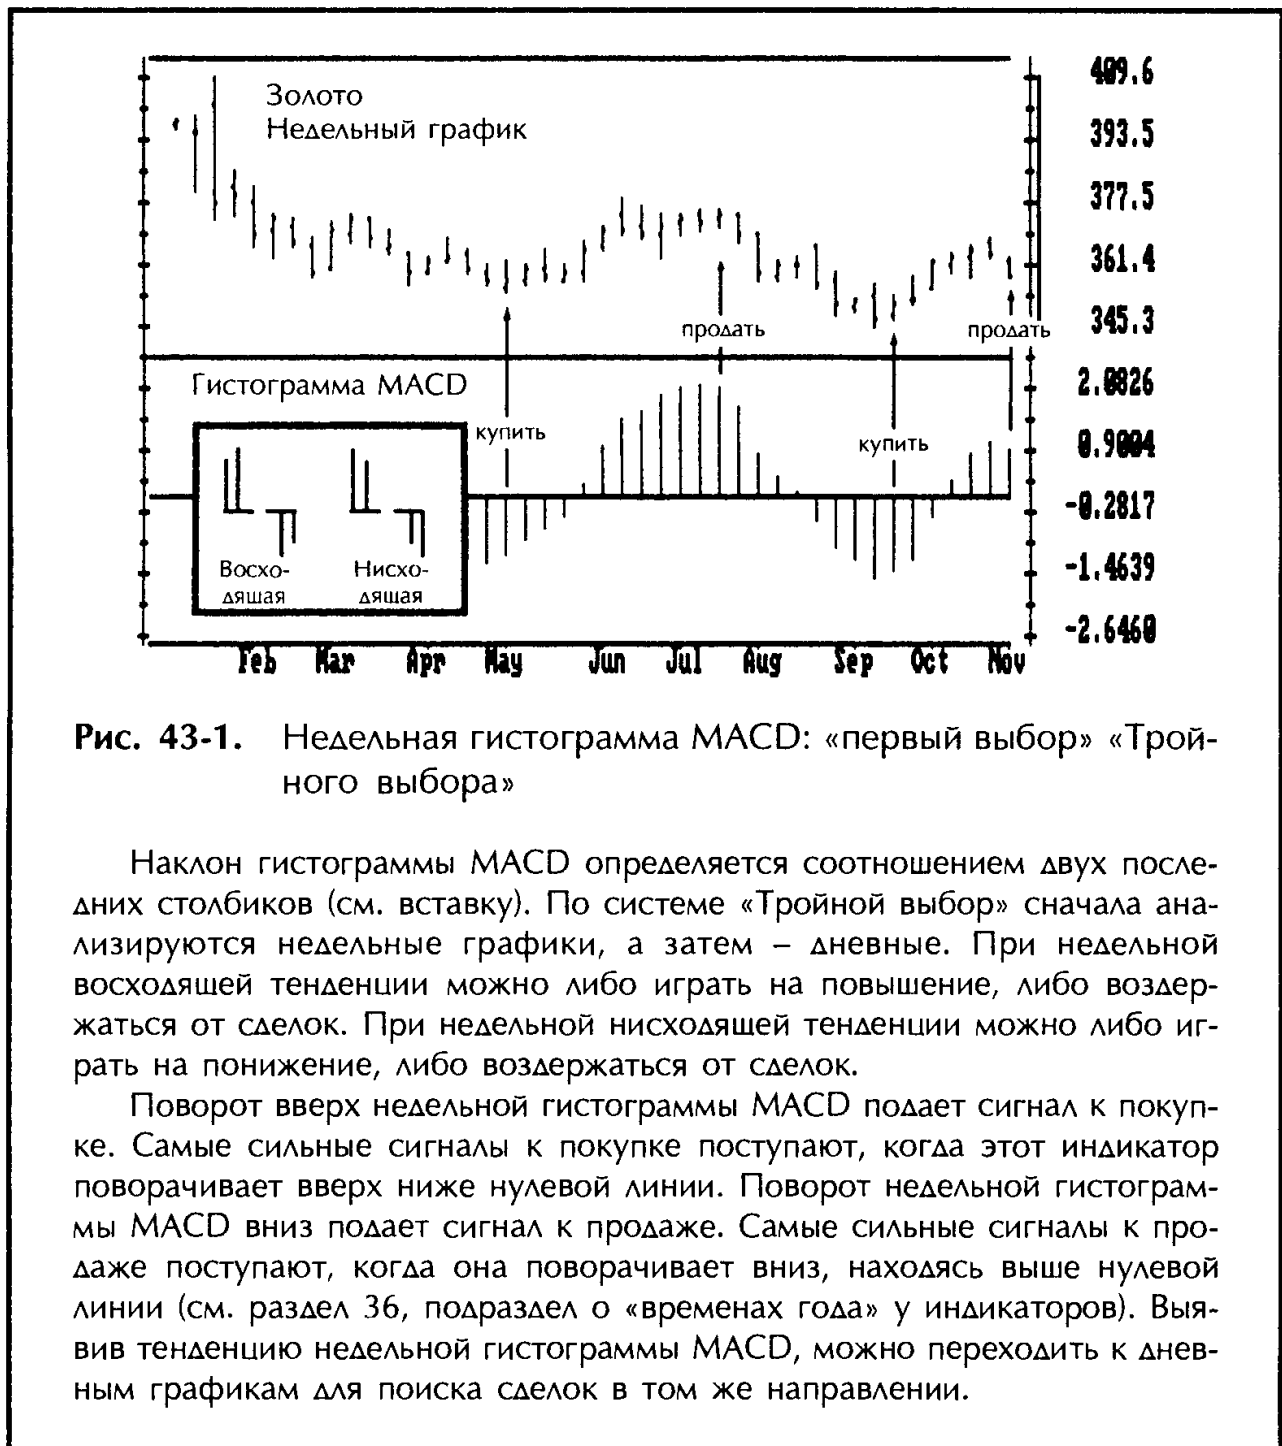 409.6
Золото
Недельный график
393.5
377.5
361.4
345.3
продать
продать
Гистограмма MACD
2.0826
купить
купить
0.9004
-0.2817
Восхо-
дящая
Нисхо-
дящая
-1.4639
-2.6460
Feb Mar Apr May Jun Jul Aug Sep Oct Nov
Рис. 43-1. Недельная гистограмма MACD: «первый выбор» «Трой-
ного выбора»
Наклон гистограммы MACD определяется соотношением двух после-
дних столбиков (см. вставку). По системе «Тройной выбор» сначала ана-
лизируются недельные графики, а затем – дневные. При недельной
восходящей тенденции можно либо играть на повышение, либо воздер-
жаться от сделок. При недельной нисходящей тенденции можно либо иг-
рать на понижение, либо воздержаться от сделок.
Поворот вверх недельной гистограммы MACD подает сигнал к покуп-
ке. Самые сильные сигналы к покупке поступают, когда этот индикатор
поворачивает вверх ниже нулевой линии. Поворот недельной гистограм-
мы MACD вниз подает сигнал к продаже. Самые сильные сигналы к про-
даже поступают, когда она поворачивает вниз, находясь выше нулевой
линии (см. раздел 36, подраздел о «временах года» у индикаторов). Выя-
вив тенденцию недельной гистограммы MACD, можно переходить к днев-
ным графикам для поиска сделок в том же направлении.